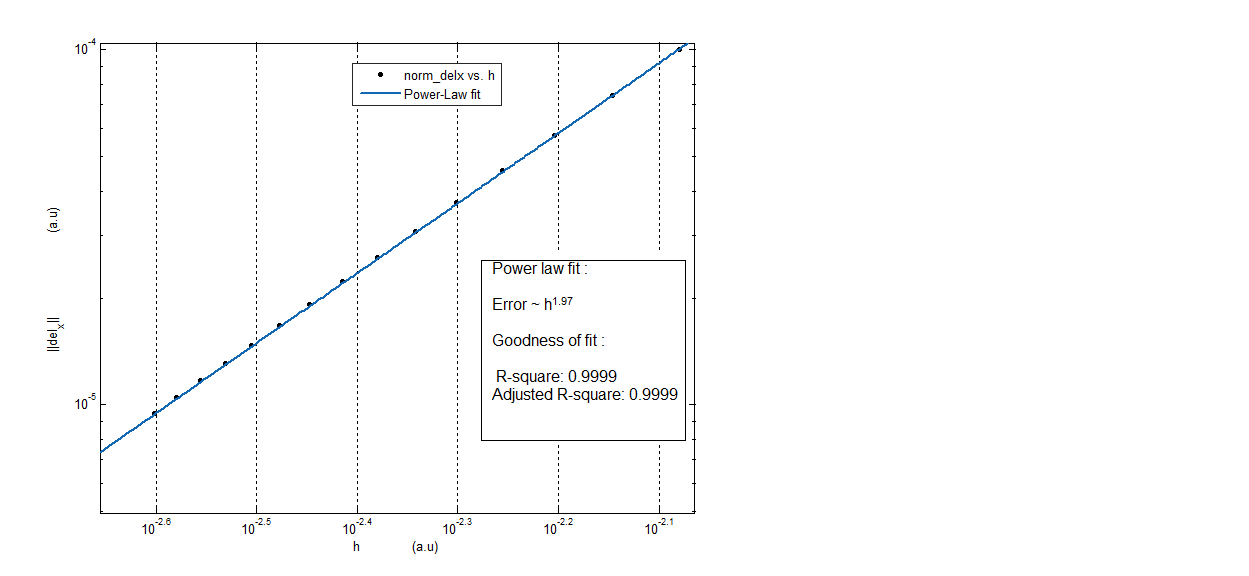 10^-4
norm_delx vs. h
Power-Law fit
(a.u)
||del_x||
Power law fit :
Error ~ h^1.97
Goodness of fit :
R-square: 0.9999
Adjusted R-square: 0.9999
10^-5
10^-2.6 10^-2.5 10^-2.4 10^-2.3 10^-2.2 10^-2.1
h (a.u)